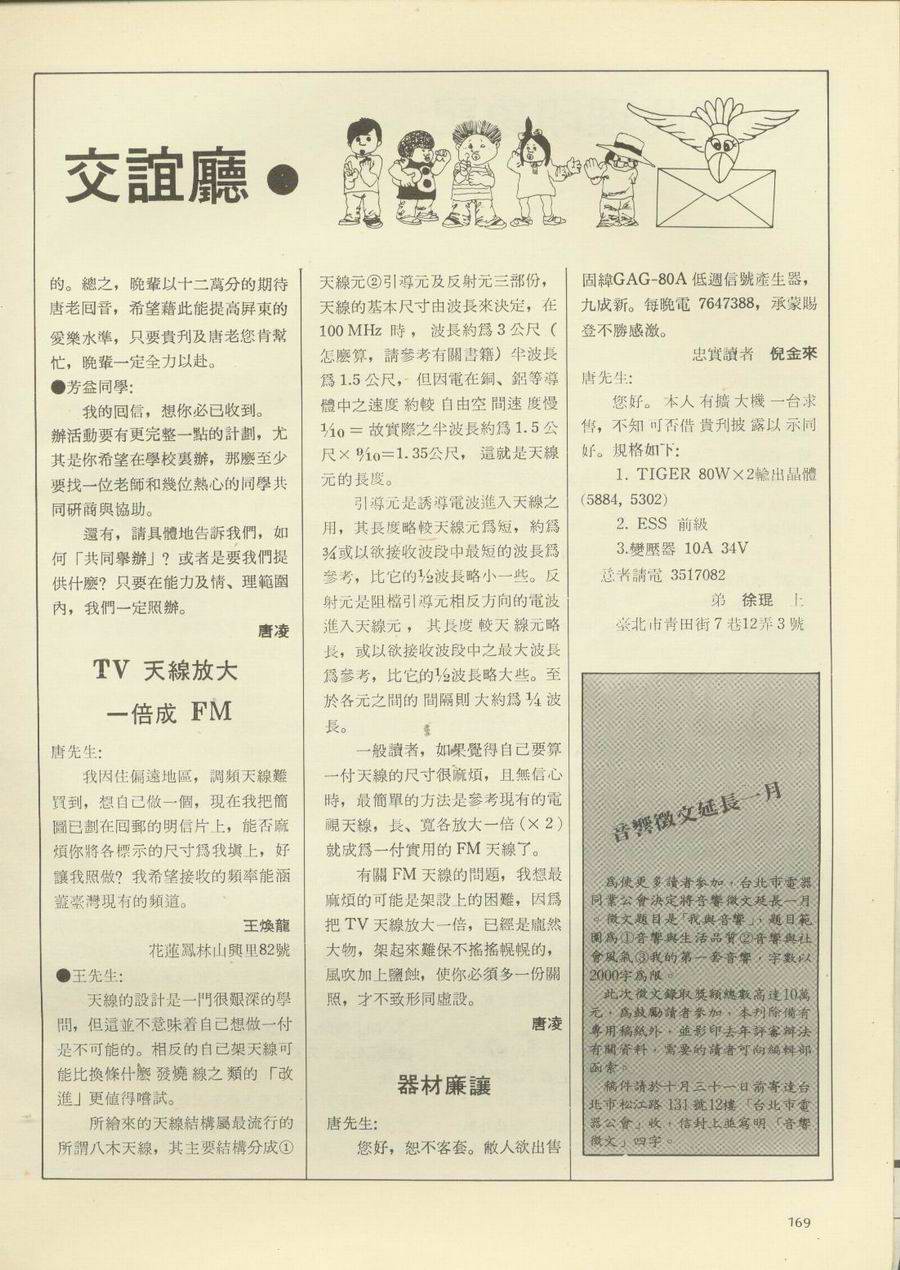 交誼廳●
的。總之，晚輩以十二萬分的期待
唐老回音，希望藉此能提高屏東的
愛樂水準，只要貴刋及唐老您肯幫
忙，晚輩一定全力以赴。
●芳益同學:
我的回信，想你必已收到。
辦活動要有更完整一點的計劃，尤
其是你希望在學校裏辦，那麼至少
要找一位老師和幾位熱心的同學共
同研商與協助。
還有，請具體地告訴我們，如
何「共同擧辦」？或者是要我們提
供什麼？只要在能力及情、理範圍
內，我們一定照辦。
唐凌
TV 天線放大
一倍成 FM
唐先生:
我因住偏遠地區，調頻天線難
買到，想自己做一個，現在我把簡
圖已劃在回郵的明信片上，能否麻
煩你將各標示的尺寸爲我塡上，好
讓我照做？我希望接收的頻率能涵
蓋臺灣現有的頻道。
王煥龍
花蓮鳳林山興里82號
●王先生:
天線的設計是一門很艱深的學
問，但這並不意味着自己想做一付
是不可能的。相反的自己架天線可
能比換條什麼發燒線之類的「改
進」更值得嚐試。
所繪來的天線結構屬最流行的
所謂八木天線，其主要結構分成①
天線元②引導元及反射元三部份，
天線的基本尺寸由波長來決定，在
100 MHz 時，波長約爲 3 公尺（
怎麼算，請參考有關書籍）半波長
爲 1.5 公尺，但因電在銅、鋁等導
體中之速度約較自由空間速度慢
1/10 = 故實際之半波長約爲 1.5 公
尺× 9/10=1.35公尺，這就是天線
元的長度。
引導元是誘導電波進入天線之
用，其長度略較天線元爲短，約爲
¾或以欲接收波段中最短的波長爲
參考，比它的½波長略小一些。反
射元是阻檔引導元相反方向的電波
進入天線元，其長度較天線元略
長，或以欲接收波段中之最大波長
爲參考，比它的½波長略大些。至
於各元之間的間隔則大約爲 ¼ 波
長。
一般讀者，如果覺得自己要算
一付天線的尺寸很麻煩，且無信心
時，最簡單的方法是參考現有的電
視天線，長、寬各放大一倍 (×2)
就成爲一付實用的 FM 天線了。
有關 FM 天線的問題，我想最
麻煩的可能是架設上的困難，因爲
把 TV 天線放大一倍，已經是龐然
大物，架起來難保不搖搖幌幌的，
風吹加上鹽蝕，使你必須多一份關
照，才不致形同虛設。
唐凌
器材廉讓
唐先生:
您好，恕不客套。敝人欲出售
固緯GAG-80A 低週信號產生器，
九成新。每晚電 7647388，承蒙賜
登不勝感激。
忠實讀者 倪金來
唐先生:
您好。本人有擴大機一台求
售，不知可否借貴刋披露以示同
好。規格如下:
1. TIGER 80W×2輸出晶體
(5884, 5302)
2. ESS 前級
3.變壓器 10A 34V
意者請電 3517082
弟 徐琨 上
臺北市青田街 7 巷12弄 3 號
音響徵文延長一月
爲使更多讀者參加，台北市電器
同業公會決定將音響徵文延長一月
。徵文題目是「我與音響」，題目範
圍爲①音響與生活品質②音響與社
會風氣③我的第一套音響，字數以
2000字爲限。
此次徵文錄取獎額總數高達10萬
元，爲鼓勵讀者參加，本刋除備有
專用稿紙外，並影印去年評審辦法
有關資料，需要的讀者可向編輯部
函索。
稿件請於十月三十一日前寄達台
北市松江路 131 號12樓「台北市電
器公會」收，信封上並寫明「音響
徵文」四字。
169